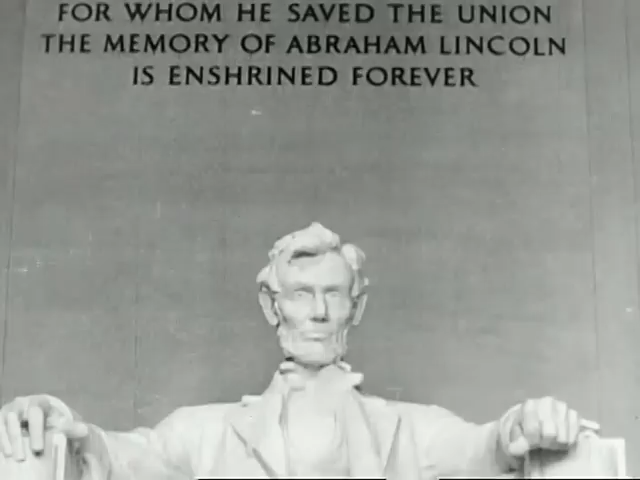 FOR WHOM HE SAVED THE UNION
THE MEMORY OF ABRAHAM LINCOLN
IS ENSHRINED FOREVER